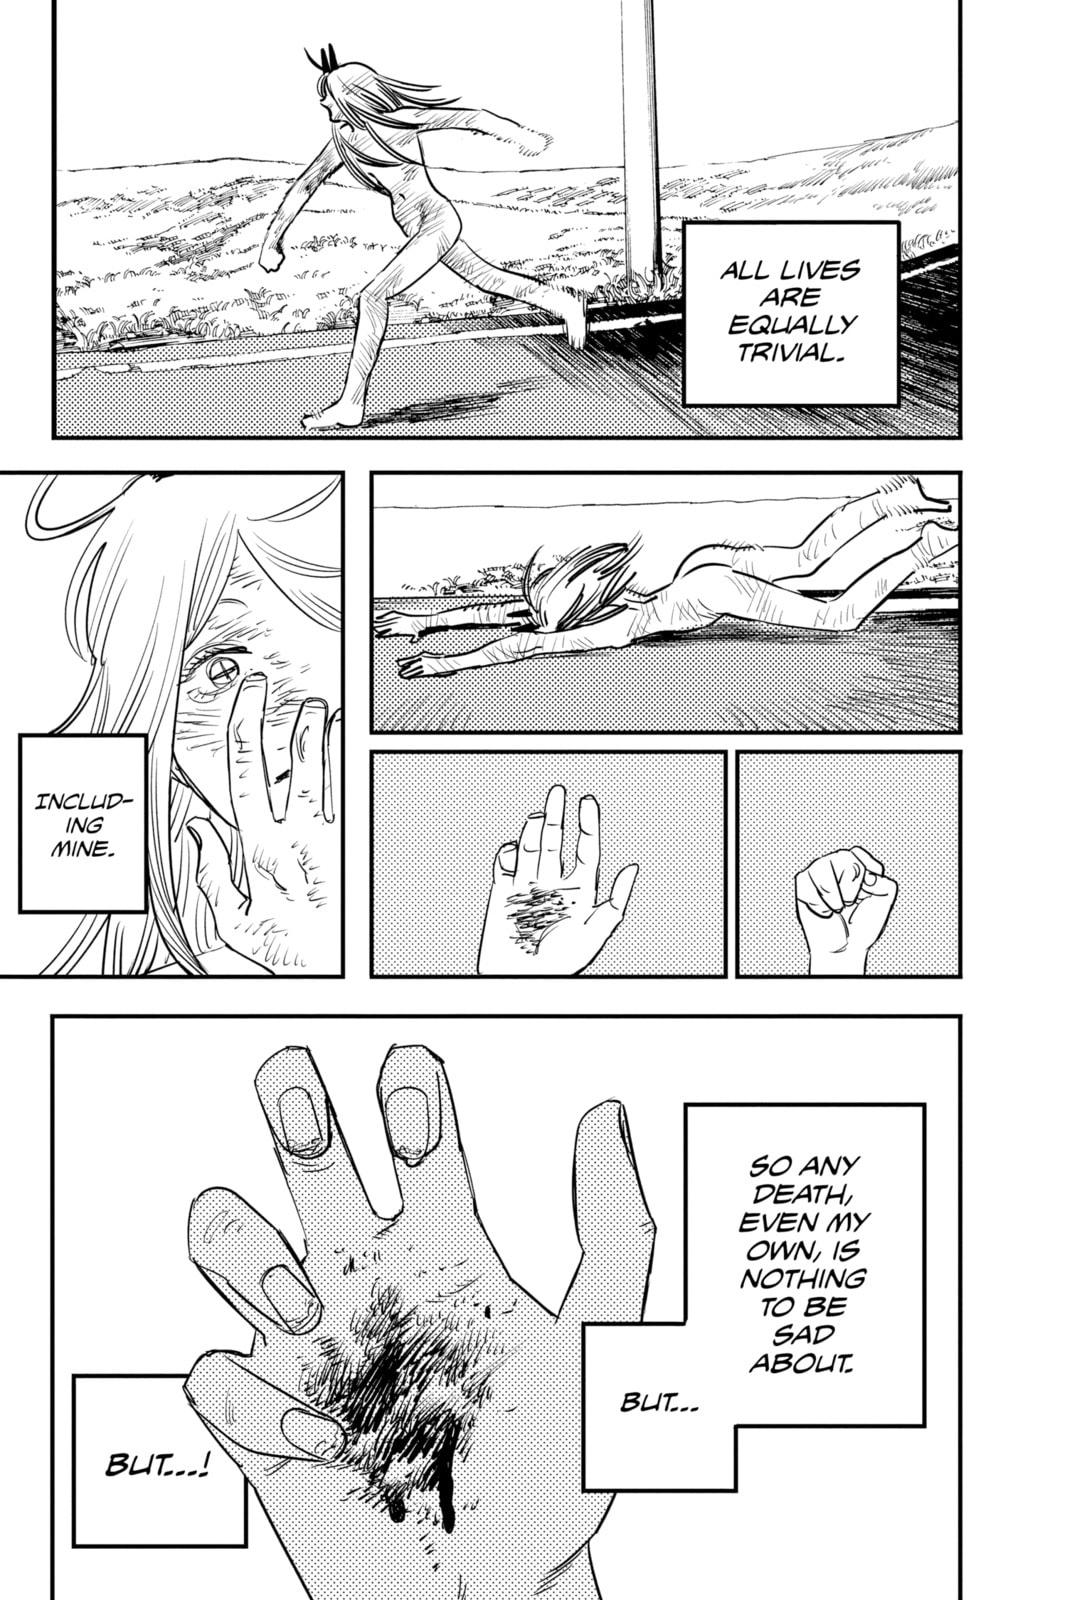 ALL LIVES
ARE
EQUALLY
TRIVIAL.
INCLUD-
ING
MINE.
SO ANY
DEATH,
EVEN MY
OWN, IS
NOTHING
TO BE
SAD
ABOUT.
BUT...
BUT...!